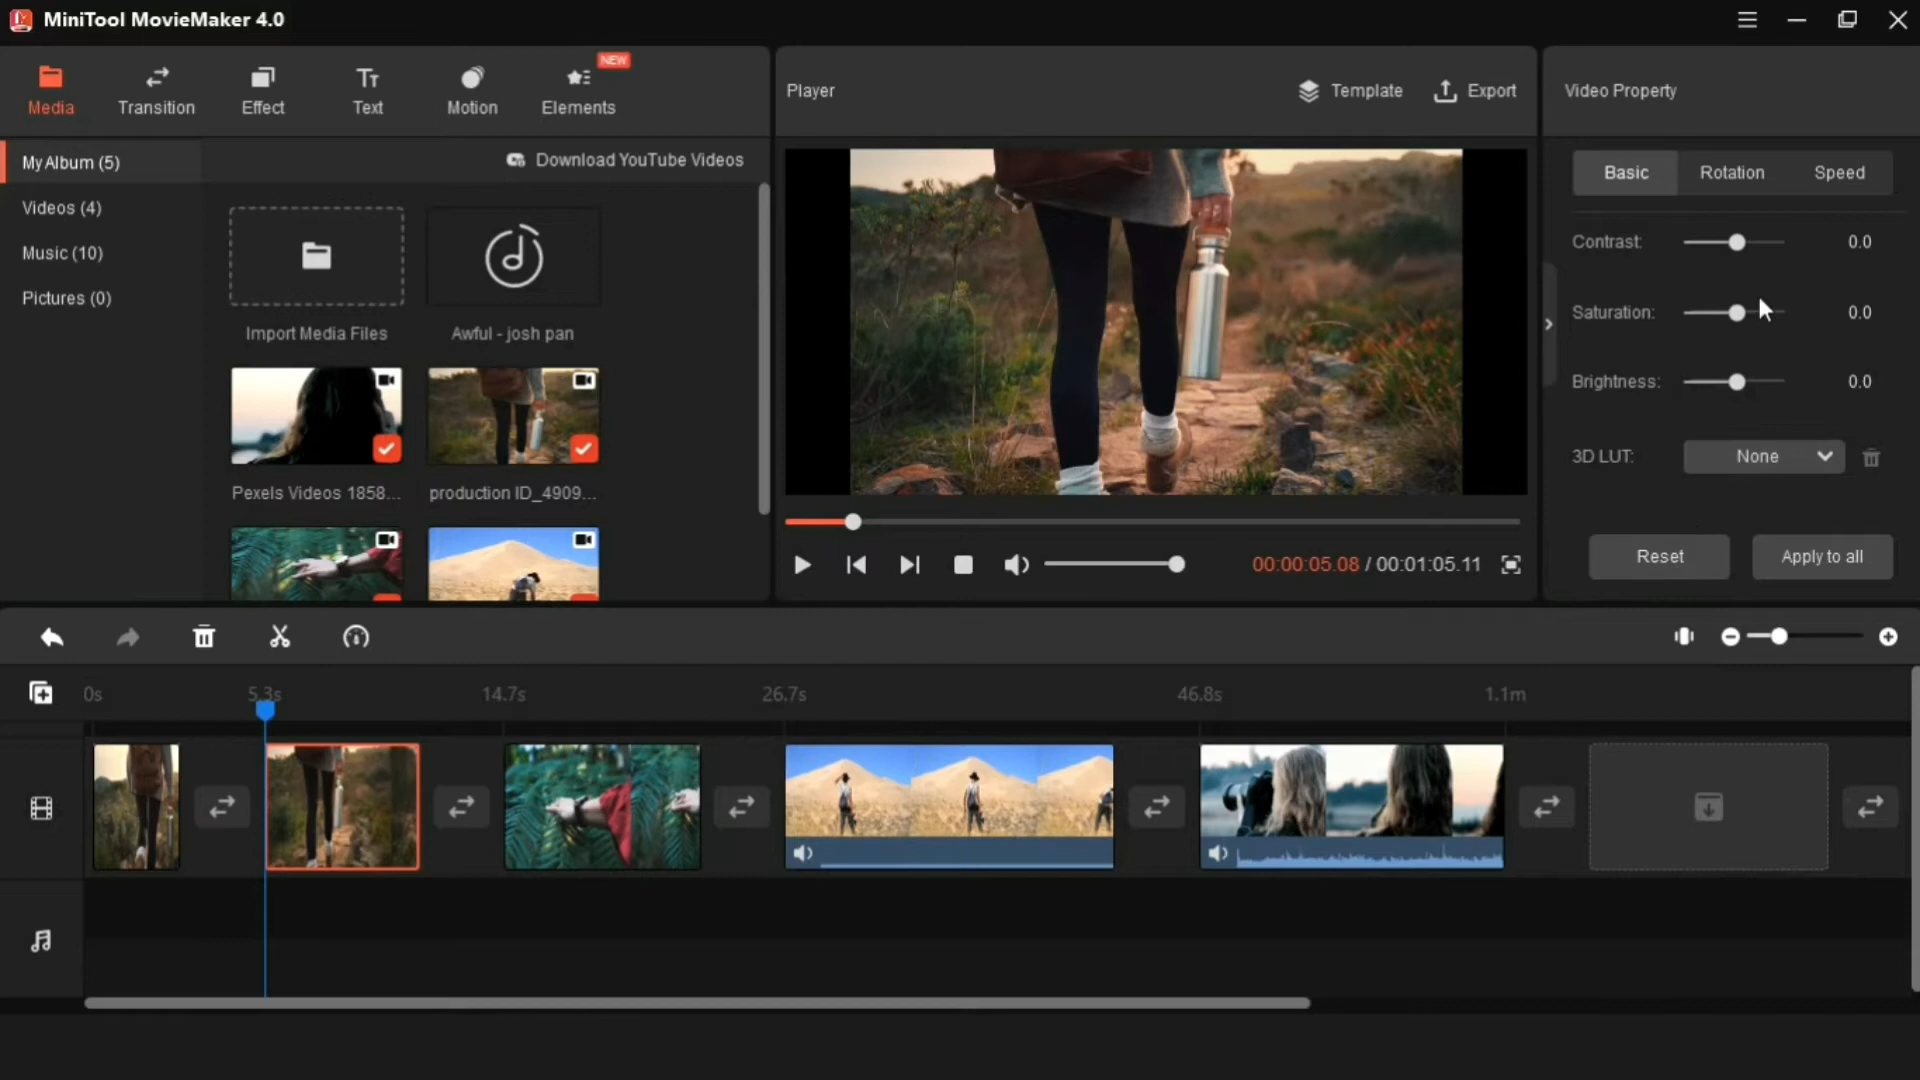 MiniTool MovieMaker 4.0
Media
Transition
Effect
Text
Motion
Elements
NEW
Player
Template
Export
Video Property
My Album (5)
Videos (4)
Music (10)
Pictures (0)
Download YouTube Videos
Import Media Files
Awful - josh pan
Pexels Videos 1858...
production ID_4909...
Basic
Rotation
Speed
Contrast: 0.0
Saturation: 0.0
Brightness: 0.0
3D LUT: None
Reset
Apply to all
00:00:05.08 / 00:01:05.11
0s
5.3s
14.7s
26.7s
46.8s
1.1m